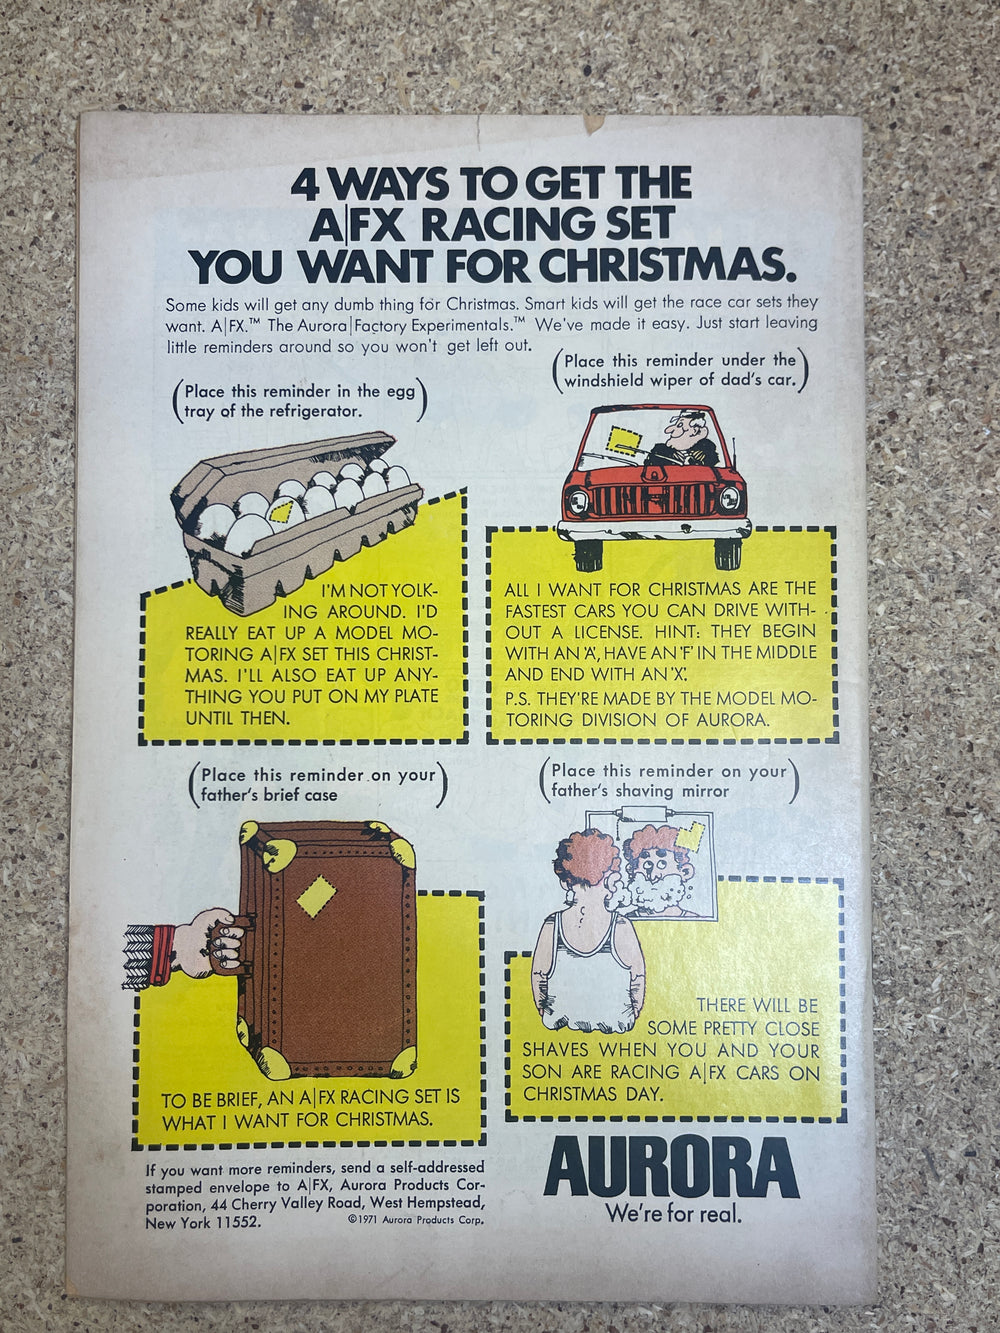 4 WAYS TO GET THE
A|FX RACING SET
YOU WANT FOR CHRISTMAS.
Some kids will get any dumb thing for Christmas. Smart kids will get the race car sets they
want. A|FX.™ The Aurora|Factory Experimentals.™ We've made it easy. Just start leaving
little reminders around so you won't get left out.
(Place this reminder in the egg
tray of the refrigerator.)
I'M NOT YOLK-
ING AROUND. I'D
REALLY EAT UP A MODEL MO-
TORING A|FX SET THIS CHRIST-
MAS. I'LL ALSO EAT UP ANY-
THING YOU PUT ON MY PLATE
UNTIL THEN.
(Place this reminder under the
windshield wiper of dad's car.)
ALL I WANT FOR CHRISTMAS ARE THE
FASTEST CARS YOU CAN DRIVE WITH-
OUT A LICENSE. HINT: THEY BEGIN
WITH AN 'A', HAVE AN 'F' IN THE MIDDLE
AND END WITH AN 'X'.
P.S. THEY'RE MADE BY THE MODEL MO-
TORING DIVISION OF AURORA.
(Place this reminder on your
father's brief case)
TO BE BRIEF, AN A|FX RACING SET IS
WHAT I WANT FOR CHRISTMAS.
(Place this reminder on your
father's shaving mirror)
THERE WILL BE
SOME PRETTY CLOSE
SHAVES WHEN YOU AND YOUR
SON ARE RACING A|FX CARS ON
CHRISTMAS DAY.
If you want more reminders, send a self-addressed
stamped envelope to A|FX, Aurora Products Cor-
poration, 44 Cherry Valley Road, West Hempstead,
New York 11552. ©1971 Aurora Products Corp.
AURORA
We're for real.